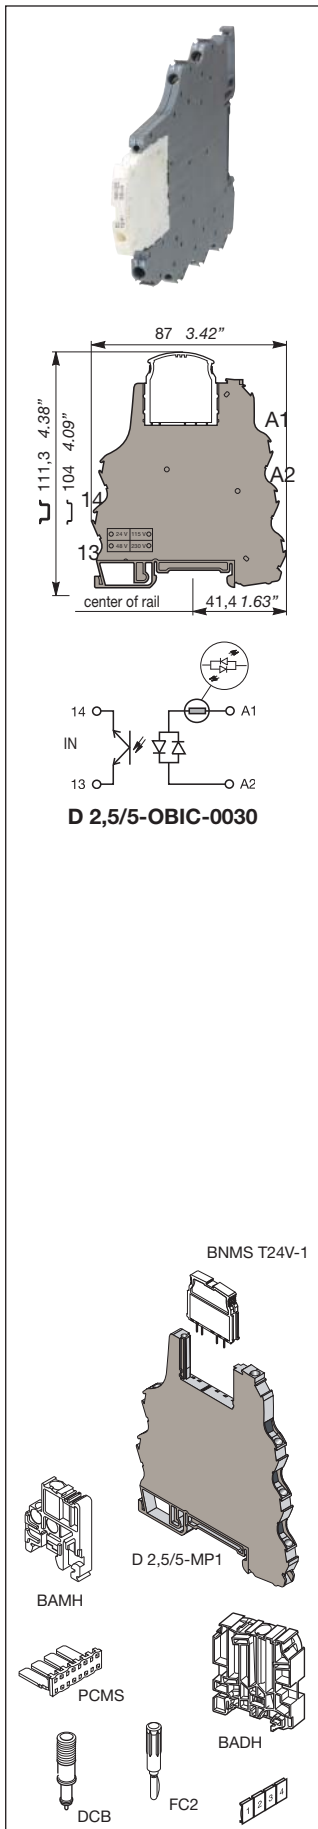 87 3.42”
111,3 4.38”
104 4.09”
A1
A2
14
13
24 V 115 V
48 V 230 V
center of rail
41,4 1.63”
14
A1
IN
13
A2
D 2,5/5-OBIC-0030
BNMS T24V-1
D 2,5/5-MP1
BAMH
PCMS
BADH
DCB
FC2
1 2 3 4